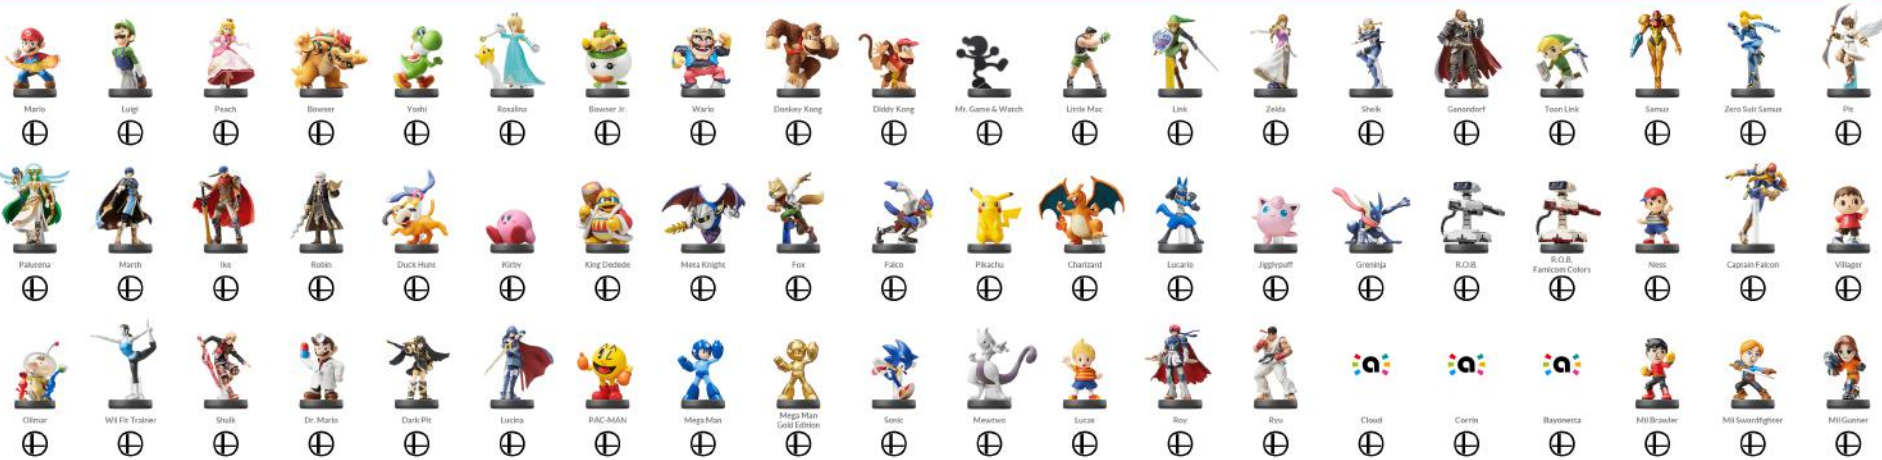 Mario
Luigi
Peach
Bowser
Yoshi
Rosalina
Bowser Jr.
Wario
Donkey Kong
Diddy Kong
Mr. Game & Watch
Little Mac
Link
Zelda
Sheik
Ganondorf
Toon Link
Samus
Zero Suit Samus
Pit
Palutena
Marth
Ike
Robin
Duck Hunt
Kirby
King Dedede
Meta Knight
Fox
Falco
Pikachu
Charizard
Lucario
Jigglypuff
Greninja
R.O.B.
R.O.B.
Famicom Colors
Ness
Captain Falcon
Villager
Olimar
Wii Fit Trainer
Shulk
Dr. Mario
Dark Pit
Lucina
PAC-MAN
Mega Man
Mega Man
Gold Edition
Sonic
Mewtwo
Lucas
Roy
Ryu
a
Cloud
a
Corrin
a
Bayonetta
Mii Brawler
Mii Swordfighter
Mii Gunner